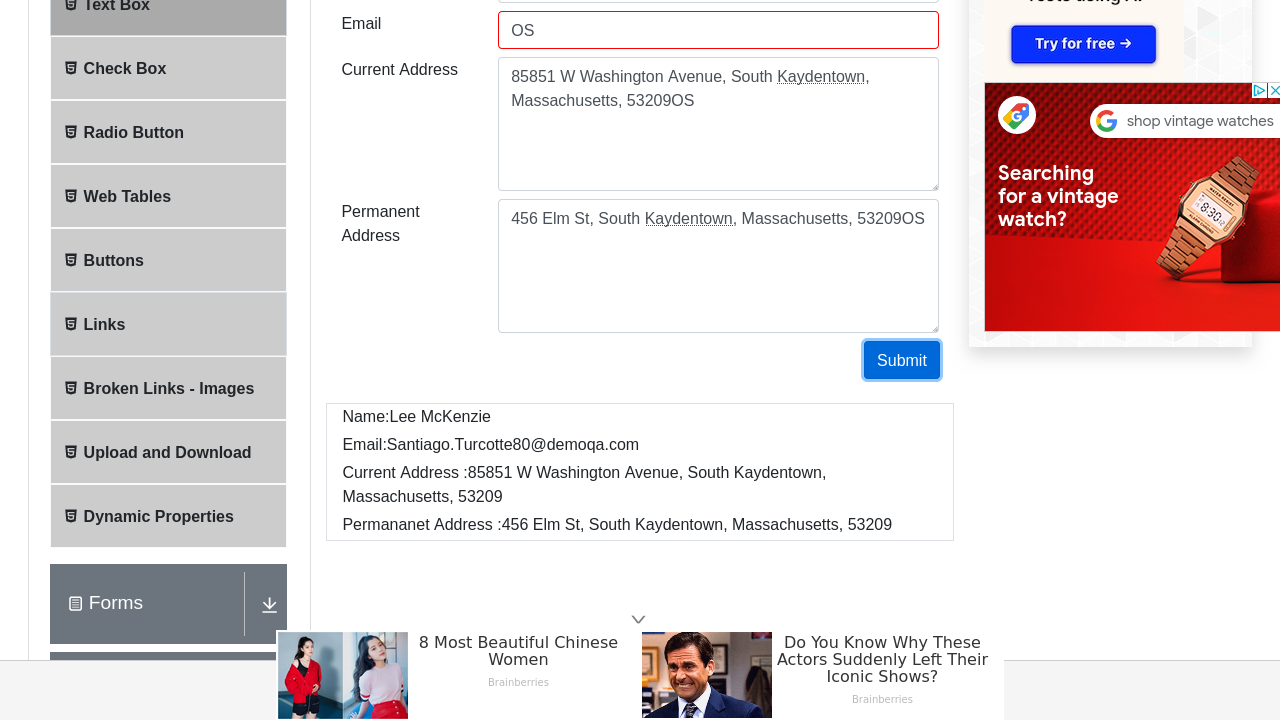 Text Box
Check Box
Radio Button
Web Tables
Buttons
Links
Broken Links - Images
Upload and Download
Dynamic Properties
Forms
Email
OS
Current Address
85851 W Washington Avenue, South Kaydentown,
Massachusetts, 53209OS
Permanent
Address
456 Elm St, South Kaydentown, Massachusetts, 53209OS
Submit
Name:Lee McKenzie
Email:Santiago.Turcotte80@demoqa.com
Current Address :85851 W Washington Avenue, South Kaydentown,
Massachusetts, 53209
Permananet Address :456 Elm St, South Kaydentown, Massachusetts, 53209
Try for free →
shop vintage watches
Searching
for a vintage
watch?
8 Most Beautiful Chinese
Women
Brainberries
Do You Know Why These
Actors Suddenly Left Their
Iconic Shows?
Brainberries